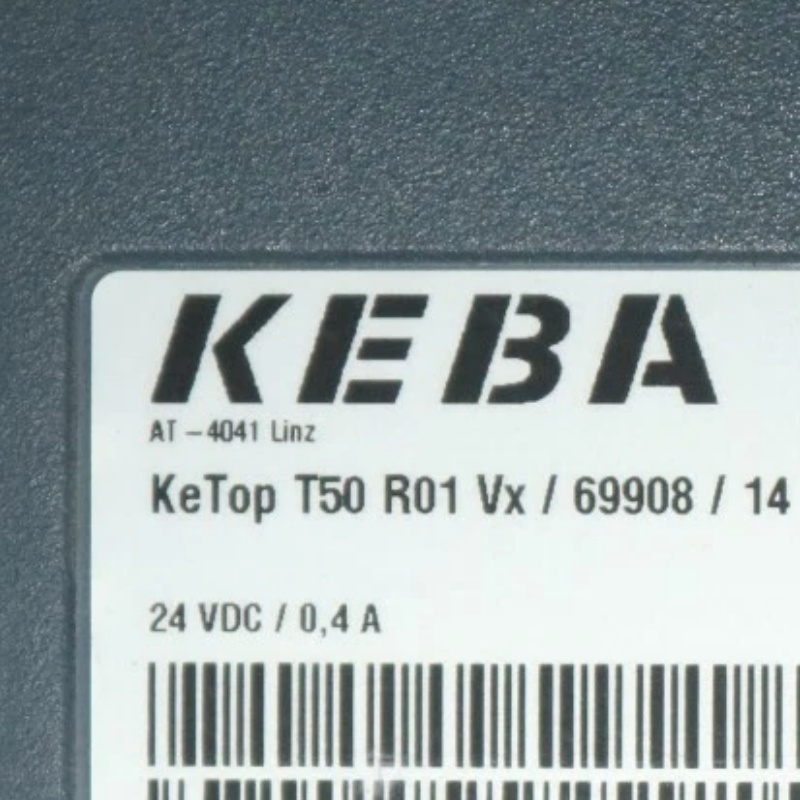 KEBA
AT – 4041 Linz
KeTop T50 R01 Vx / 69908 / 14
24 VDC / 0,4 A